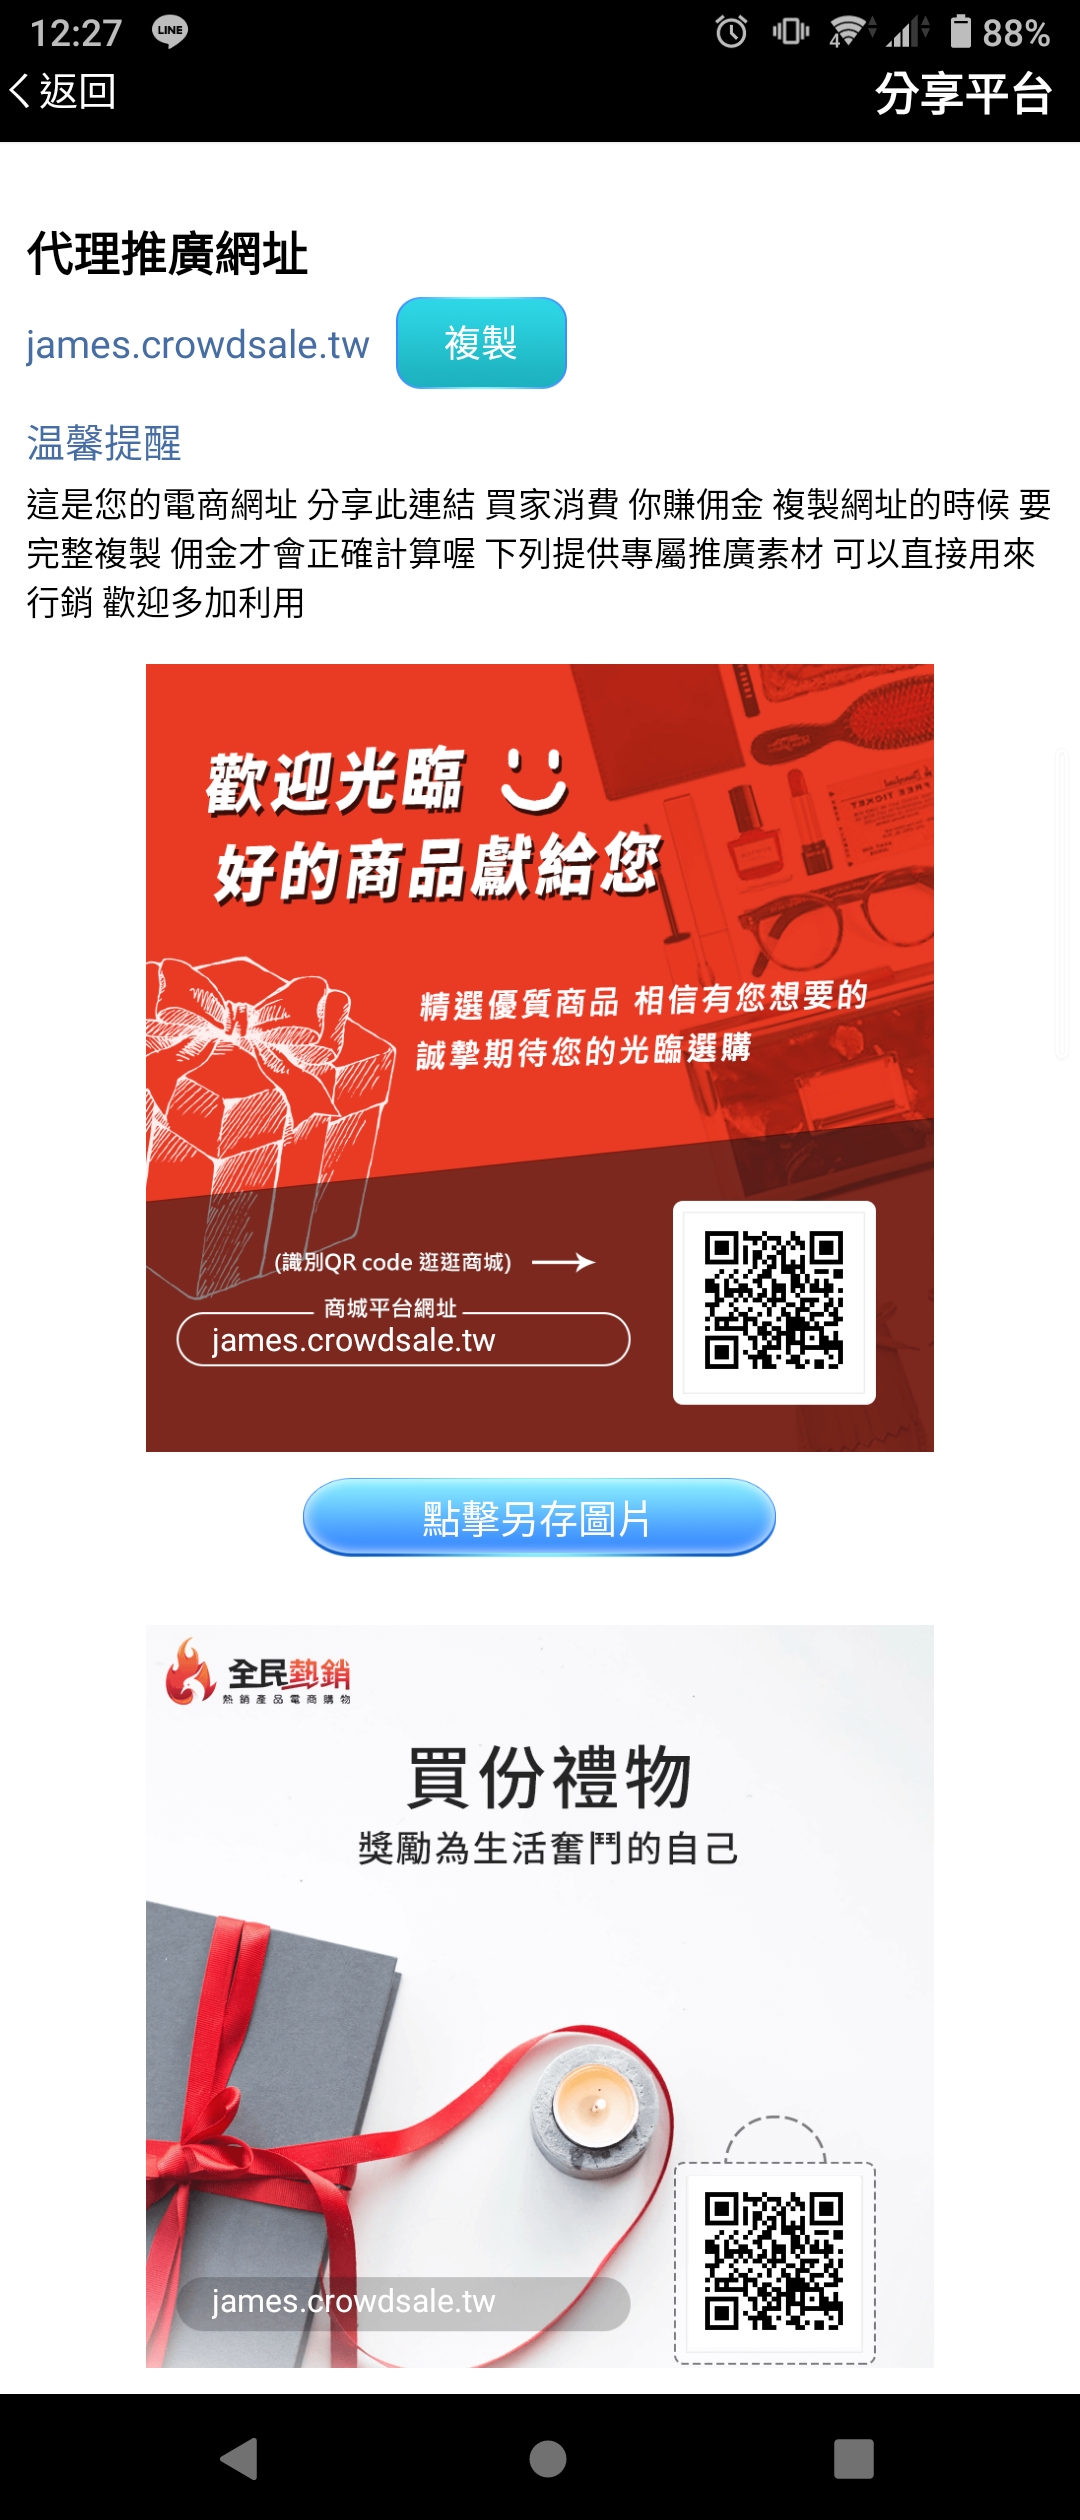 12:27 LINE 4 88%
返回 分享平台
代理推廣網址
james.crowdsale.tw 複製
温馨提醒
這是您的電商網址 分享此連結 買家消費 你賺佣金 複製網址的時候 要
完整複製 佣金才會正確計算喔 下列提供專屬推廣素材 可以直接用來
行銷 歡迎多加利用
歡迎光臨
好的商品獻給您
FREE TICKET
精選優質商品 相信有您想要的
誠摯期待您的光臨選購
(識別QR code 逛逛商城)
商城平台網址
james.crowdsale.tw
點擊另存圖片
全民熱銷
熱銷產品電商購物
買份禮物
獎勵為生活奮鬥的自己
james.crowdsale.tw